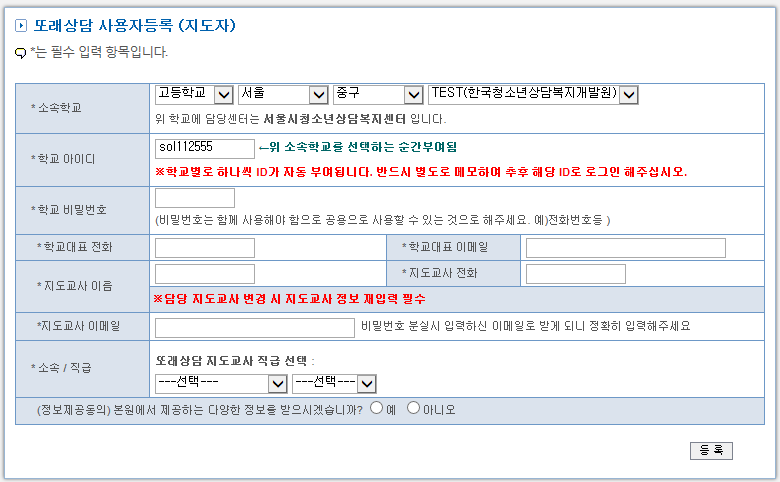 또래상담 사용자등록 (지도자)
*는 필수 입력 항목입니다.
* 소속학교 고등학교 서울 중구 TEST(한국청소년상담복지개발원)
위 학교에 담당센터는 서울시청소년상담복지센터 입니다.
* 학교 아이디 sol112555 ←위 소속학교를 선택하는 순간부여됨
※학교별로 하나씩 ID가 자동 부여됩니다. 반드시 별도로 메모하여 추후 해당 ID로 로그인 해주십시오.
* 학교 비밀번호
(비밀번호는 함께 사용해야 함으로 공용으로 사용할 수 있는 것으로 해주세요. 예)전화번호등 )
* 학교대표 전화 * 학교대표 이메일
* 지도교사 이름 * 지도교사 전화
※담당 지도교사 변경 시 지도교사 정보 재입력 필수
*지도교사 이메일 비밀번호 분실시 입력하신 이메일로 받게 되니 정확히 입력해주세요
* 소속 / 직급 또래상담 지도교사 직급 선택 :
---선택--- ---선택---
(정보제공동의) 본원에서 제공하는 다양한 정보를 받으시겠습니까? 예 아니오
등 록